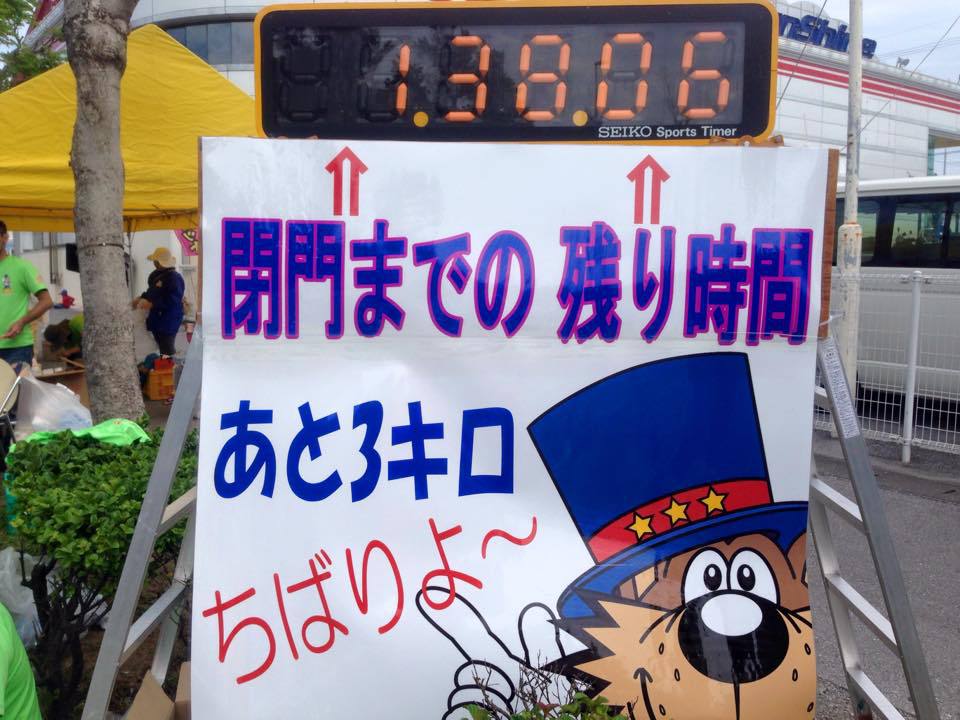 1.38.06
SEIKO Sports Timer
⇑ ⇑
閉門までの 残り時間
あと3キロ
ちばりよ～